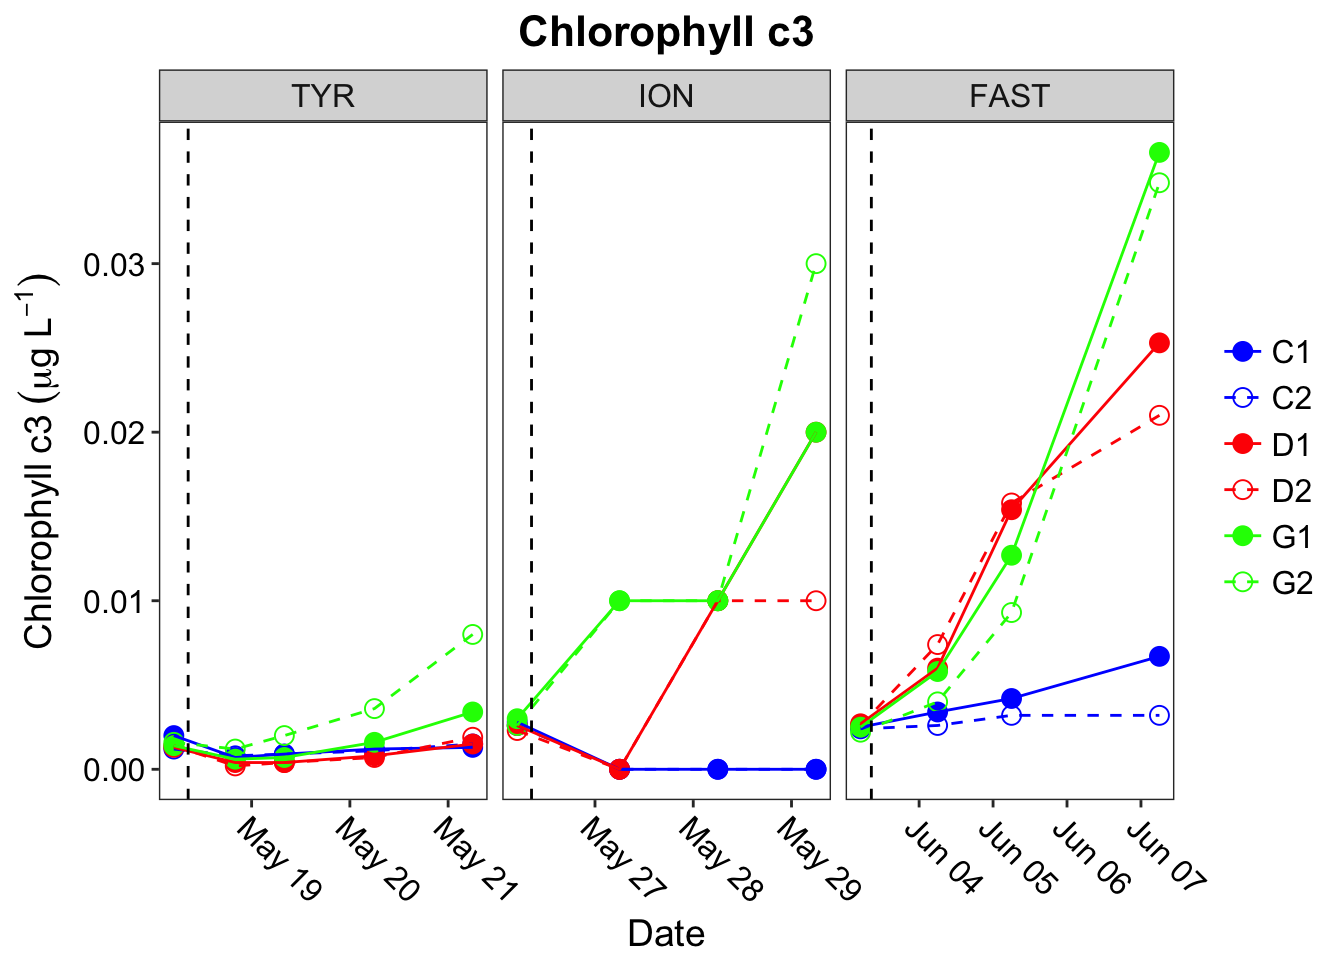 Chlorophyll c3
TYR
ION
FAST
Chlorophyll c3 (µg L⁻¹)
0.03
0.02
0.01
0.00
May 19
May 20
May 21
May 27
May 28
May 29
Jun 04
Jun 05
Jun 06
Jun 07
Date
C1
C2
D1
D2
G1
G2